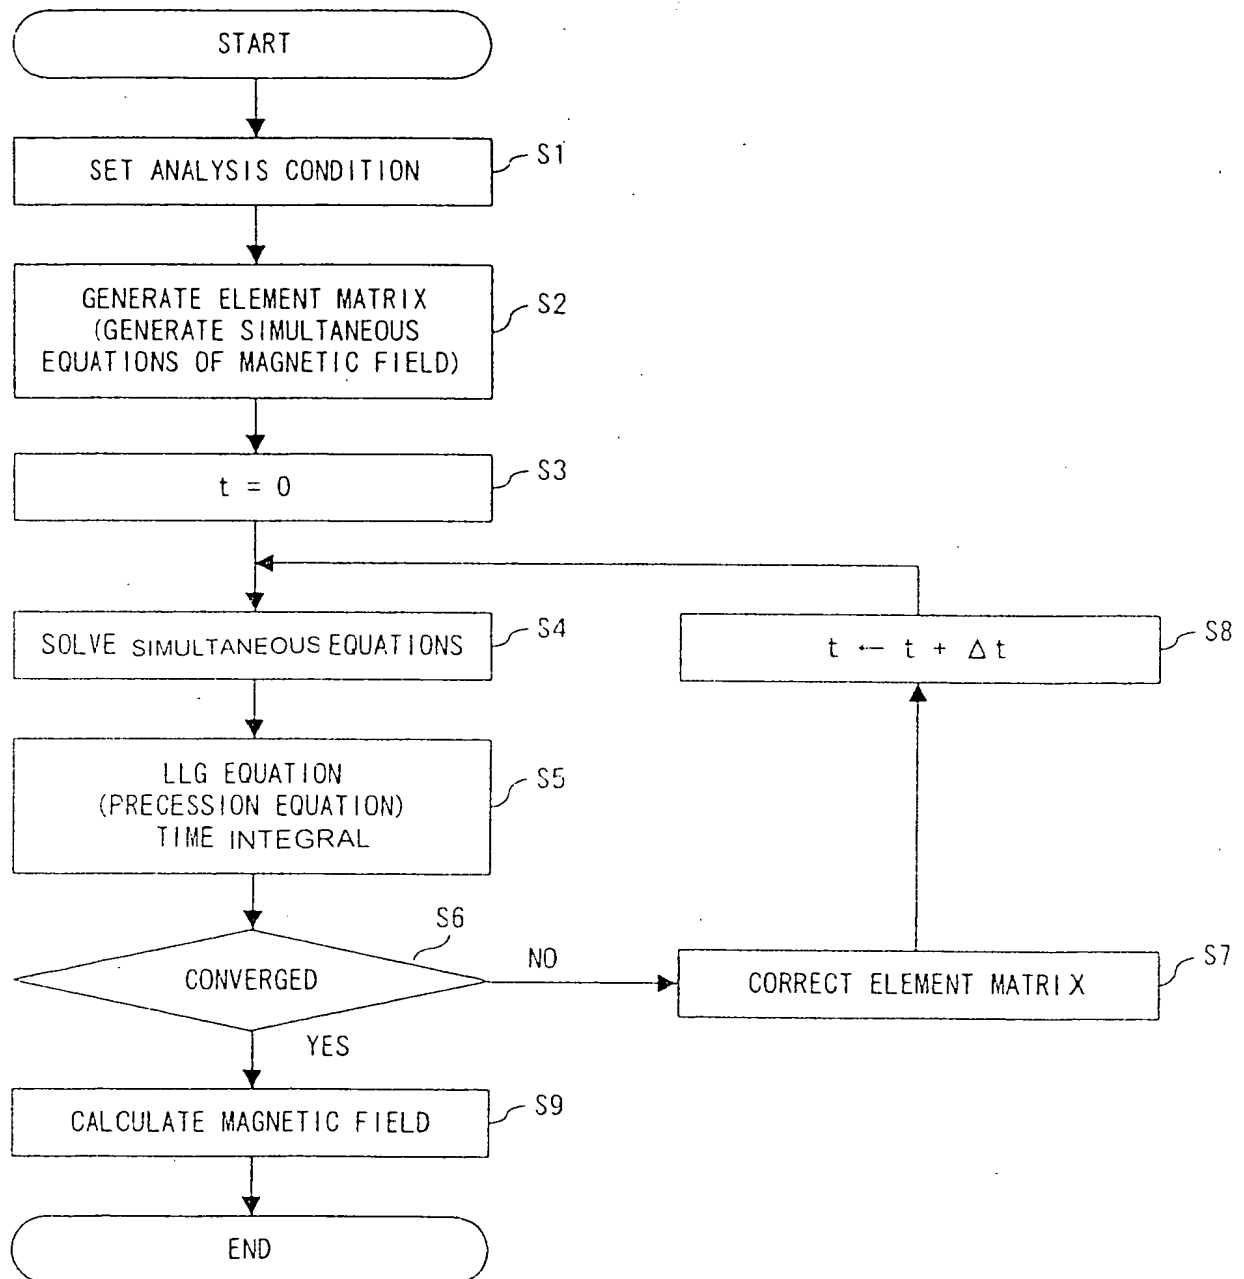 START
SET ANALYSIS CONDITION
S1
GENERATE ELEMENT MATRIX
(GENERATE SIMULTANEOUS
EQUATIONS OF MAGNETIC FIELD)
S2
t = 0
S3
SOLVE SIMULTANEOUS EQUATIONS
S4
t ← t + Δt
S8
LLG EQUATION
(PRECESSION EQUATION)
TIME INTEGRAL
S5
CONVERGED
S6
NO
CORRECT ELEMENT MATRIX
S7
YES
CALCULATE MAGNETIC FIELD
S9
END